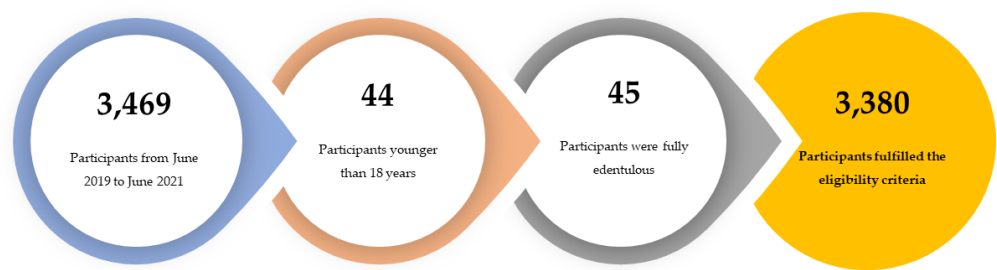 3,469
Participants from June
2019 to June 2021
44
Participants younger
than 18 years
45
Participants were fully
edentulous
3,380
Participants fulfilled the
eligibility criteria